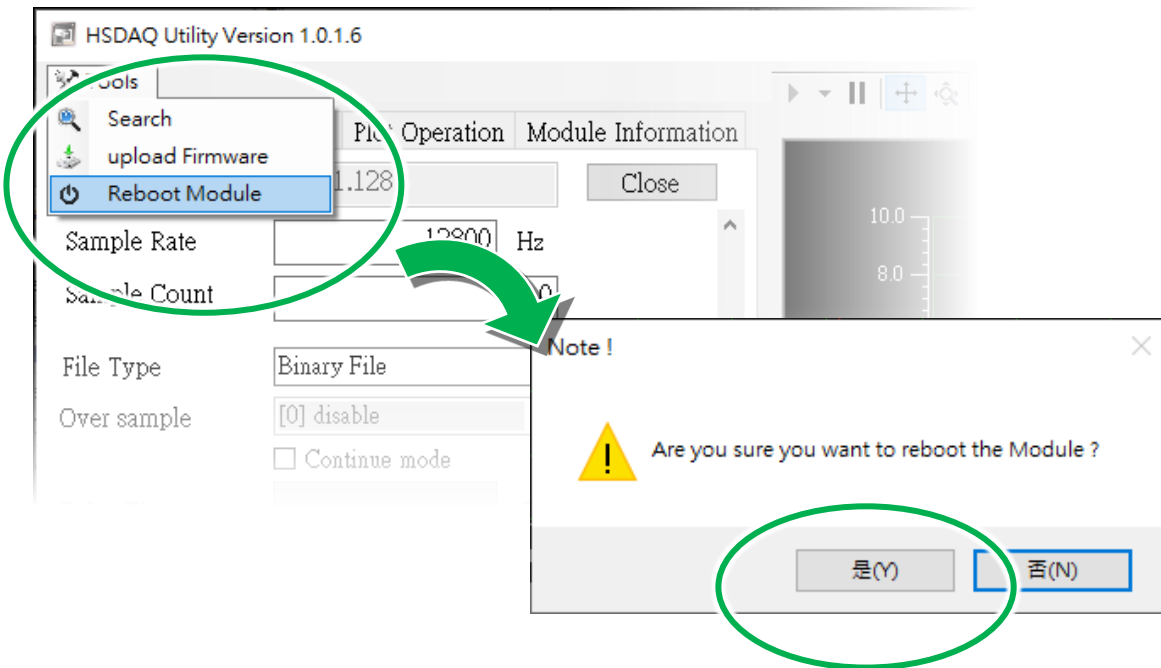 HSDAQ Utility Version 1.0.1.6
Tools
Search
upload Firmware
Reboot Module
Plot Operation
Module Information
1.128
Close
Sample Rate
12800
Hz
Sample Count
File Type
Binary File
Over sample
[0] disable
Continue mode
10.0
8.0
Note !
Are you sure you want to reboot the Module ?
是(Y)
否(N)